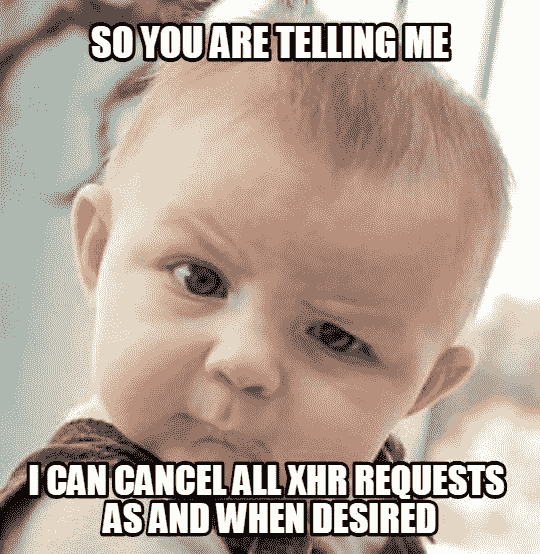 SO YOU ARE TELLING ME
I CAN CANCEL ALL XHR REQUESTS
AS AND WHEN DESIRED